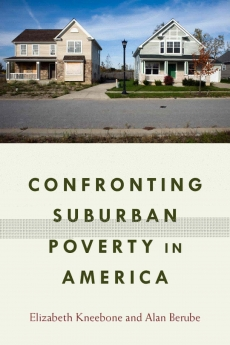 CONFRONTING
SUBURBAN
POVERTY IN
AMERICA
Elizabeth Kneebone and Alan Berube